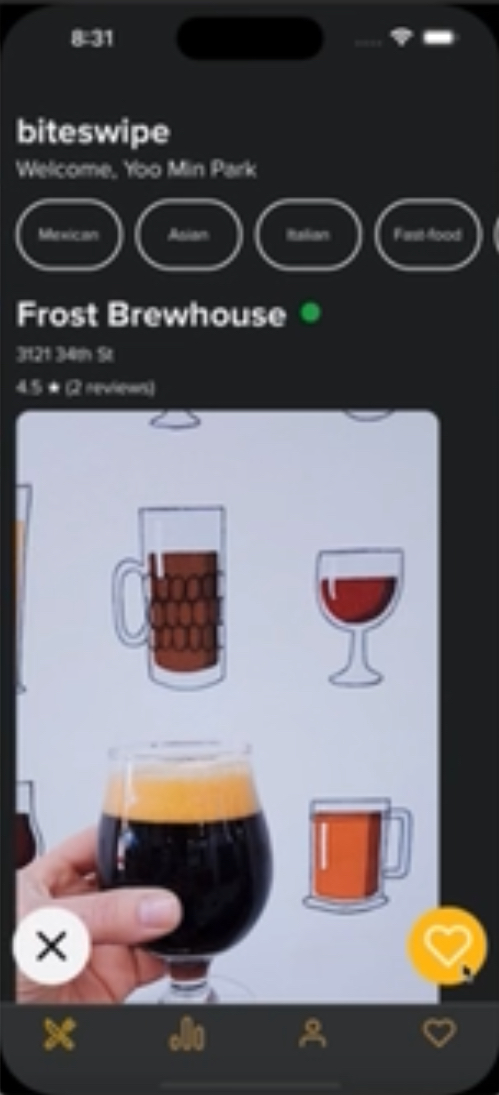 8:31
biteswipe
Welcome, Yoo Min Park
Mexican Asian Italian Fast-food
Frost Brewhouse
3121 34th St
4.5 ★ (2 reviews)